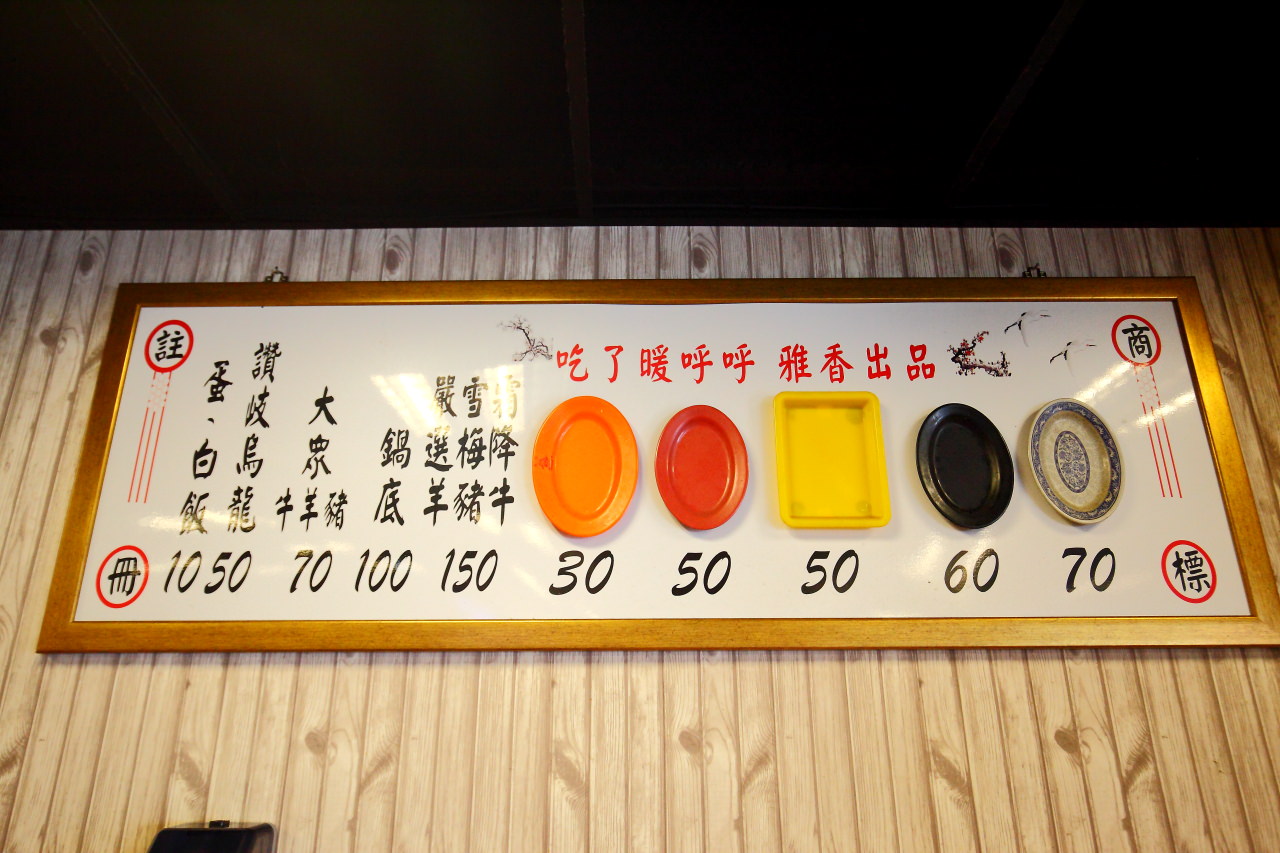 商標
註冊
吃了暖呼呼 雅香出品
霜降牛
雪梅豬
嚴選羊
鍋底
大眾 牛羊豬
讚岐烏龍
蛋、白飯
10 50 70 100 150 30 50 50 60 70